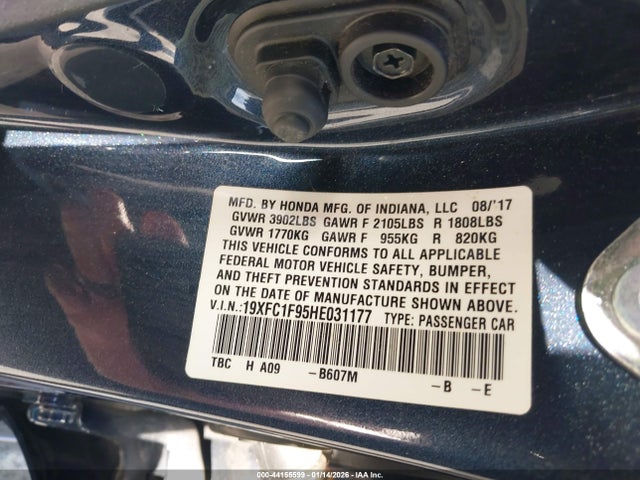 MFD. BY HONDA MFG. OF INDIANA, LLC 08/'17
GVWR 3902LBS GAWR F 2105LBS R 1808LBS
GVWR 1770KG GAWR F 955KG R 820KG
THIS VEHICLE CONFORMS TO ALL APPLICABLE
FEDERAL MOTOR VEHICLE SAFETY, BUMPER,
AND THEFT PREVENTION STANDARDS IN EFFECT
ON THE DATE OF MANUFACTURE SHOWN ABOVE.
V.I.N.:19XFC1F95HE031177 TYPE: PASSENGER CAR
TBC H A09 -B607M -B -E
000-44155599 - 01/14/2026 - IAA Inc.